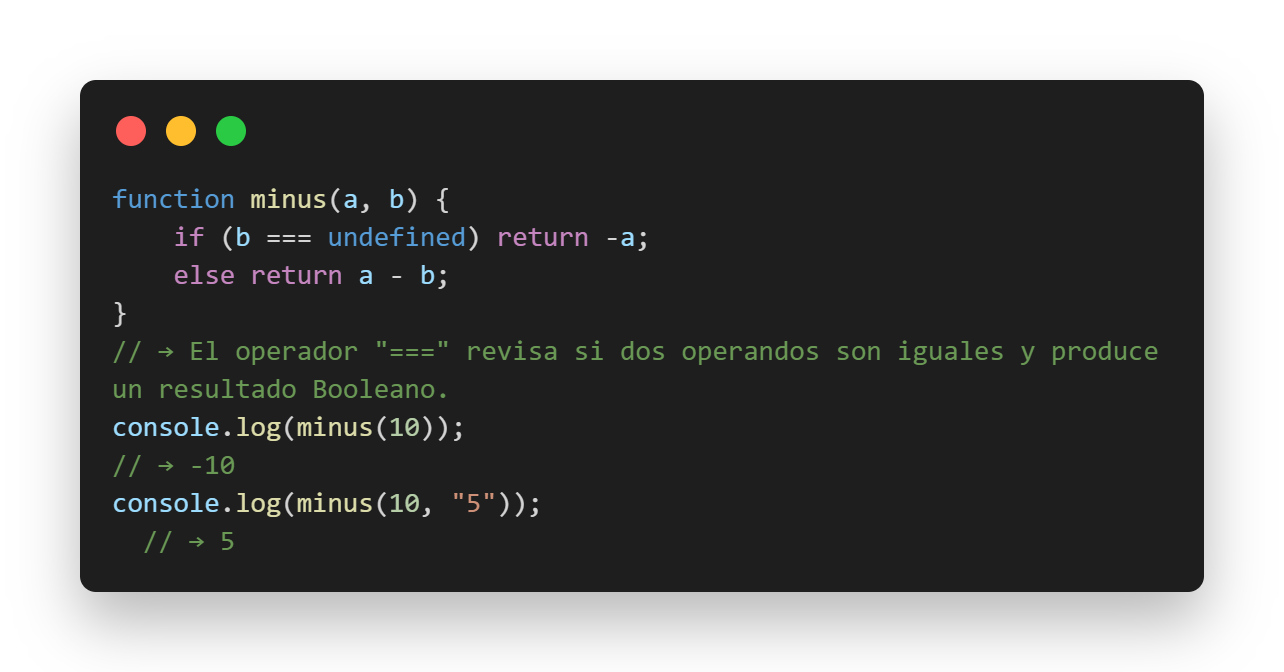 function minus(a, b) {
    if (b === undefined) return -a;
    else return a - b;
}
// → El operador "===" revisa si dos operandos son iguales y produce
un resultado Booleano.
console.log(minus(10));
// → -10
console.log(minus(10, "5"));
  // → 5